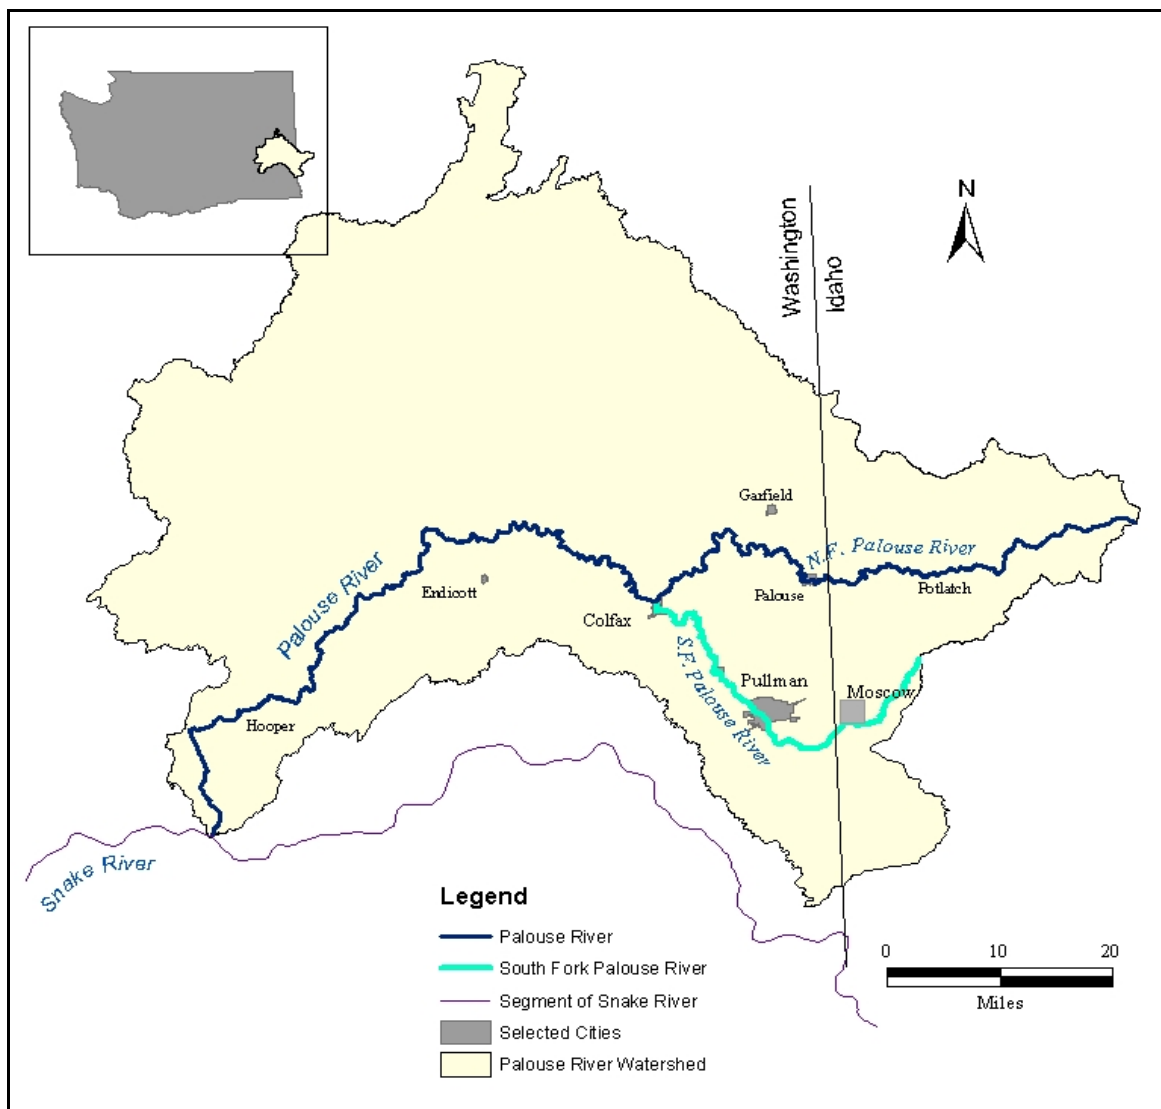 N
Washington
Idaho
Garfield
N.F. Palouse River
Palouse River
Endicott
Palouse
Potlatch
Colfax
S.F. Palouse River
Pullman
Moscow
Hooper
Snake River
Legend
Palouse River
South Fork Palouse River
Segment of Snake River
Selected Cities
Palouse River Watershed
0 10 20
Miles